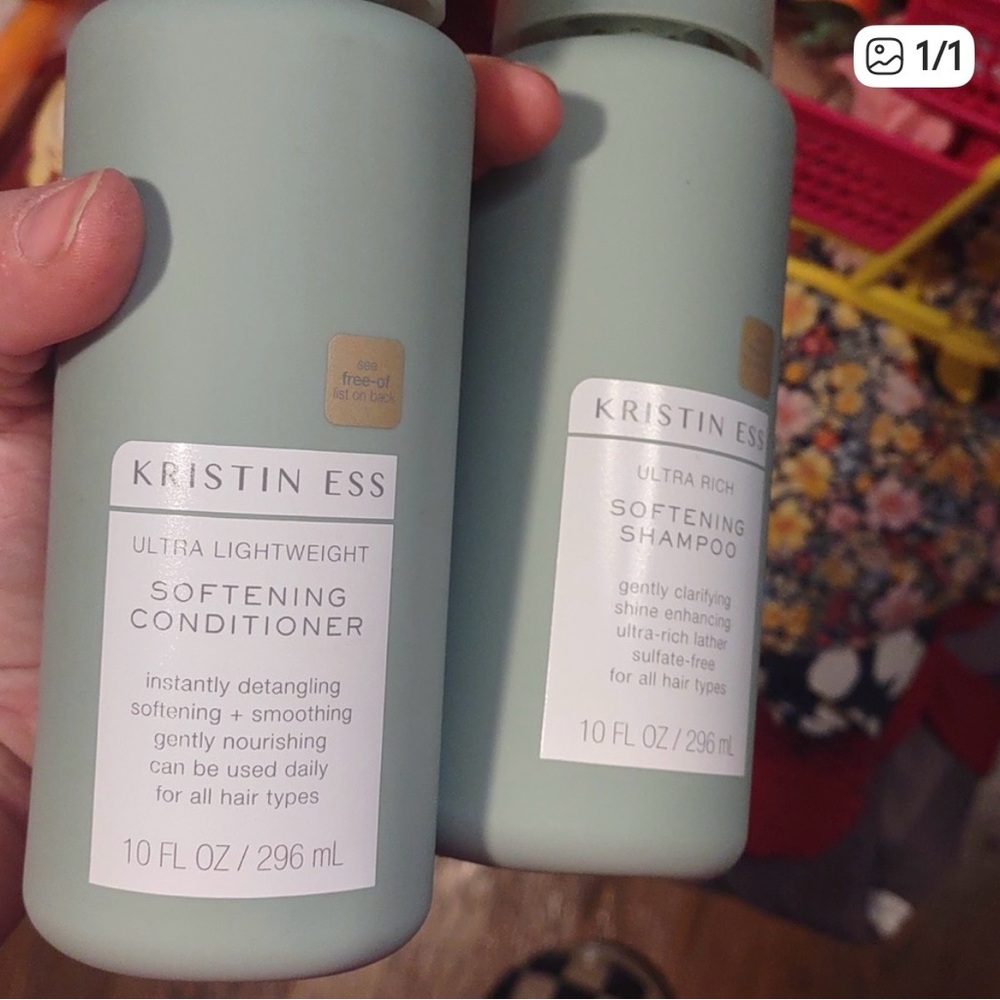 1/1
see
free-of
list on back
KRISTIN ESS
ULTRA LIGHTWEIGHT
SOFTENING
CONDITIONER
instantly detangling
softening + smoothing
gently nourishing
can be used daily
for all hair types
10 FL OZ / 296 mL
KRISTIN ESS
ULTRA RICH
SOFTENING
SHAMPOO
gently clarifying
shine enhancing
ultra-rich lather
sulfate-free
for all hair types
10 FL OZ / 296 mL